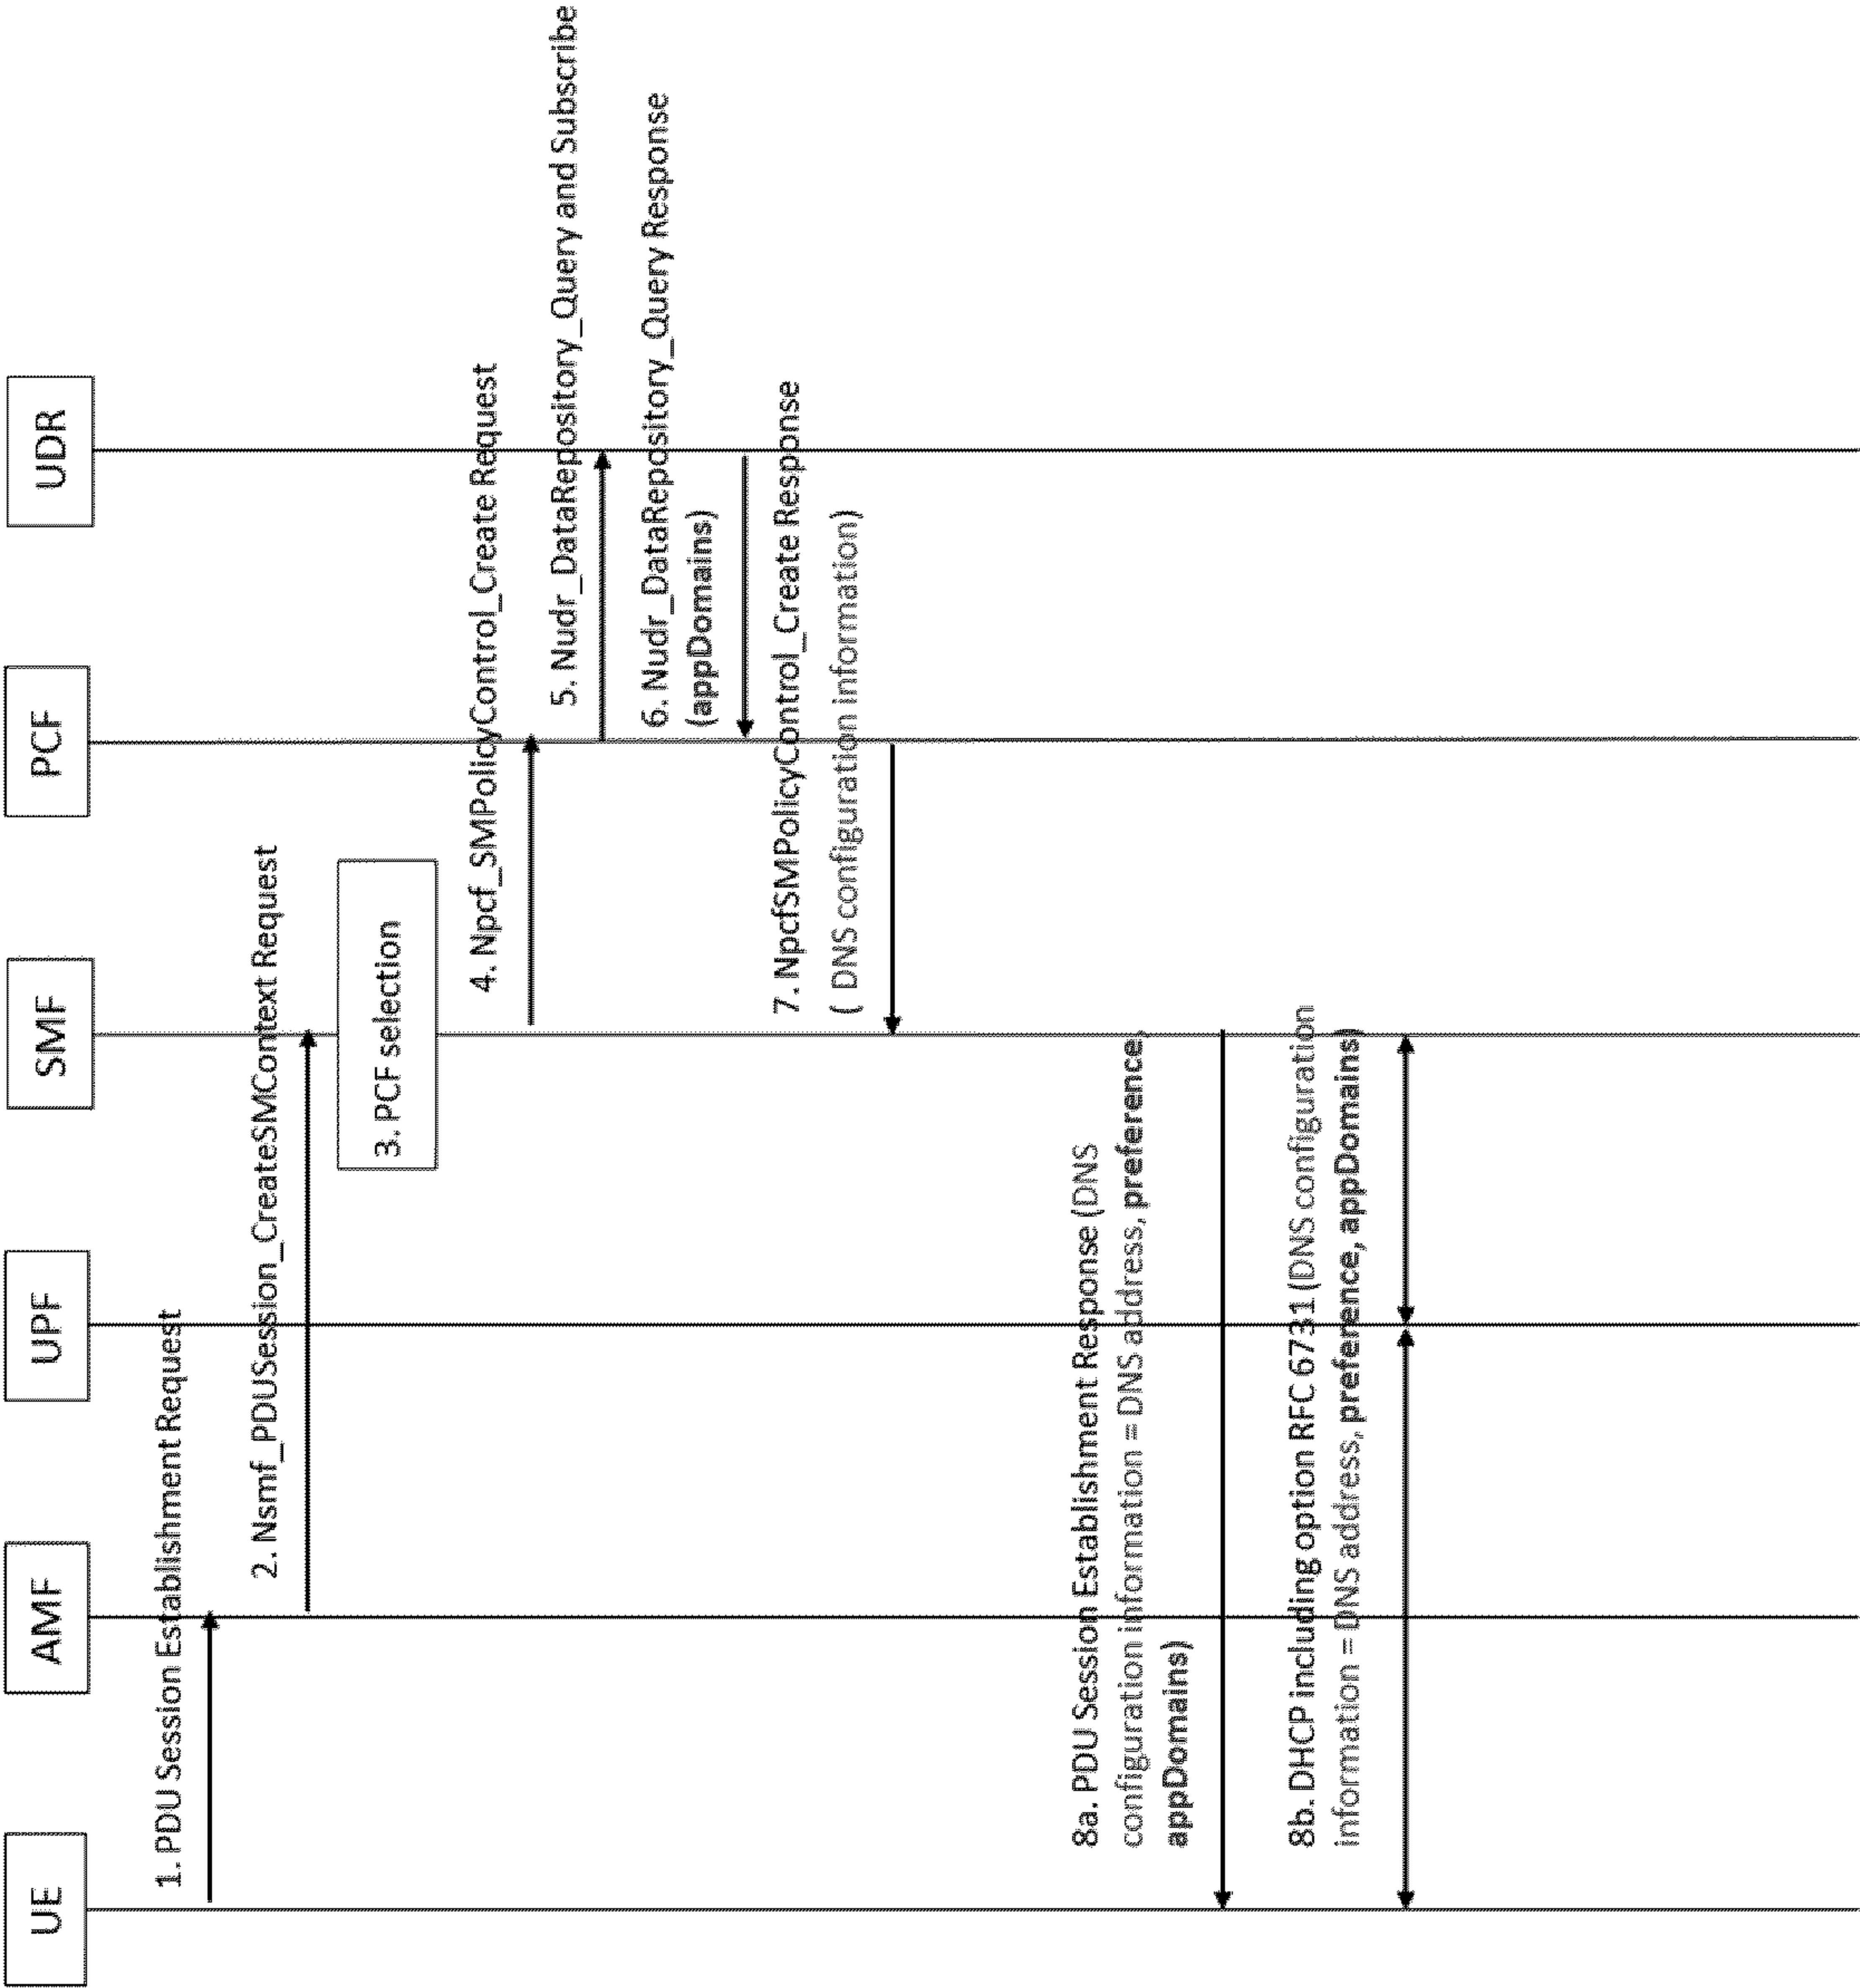 UE
AMF
UPF
SMF
PCF
UDR
1. PDU Session Establishment Request
2. Nsmf_PDUSession_CreateSMContext Request
3. PCF selection
4. Npcf_SMPolicyControl_Create Request
5. Nudr_DataRepository_Query and Subscribe
6. Nudr_DataRepository_Query Response
(appDomains)
7. NpcfSMPolicyControl_Create Response
( DNS configuration information)
8a. PDU Session Establishment Response (DNS
configuration information = DNS address, preference,
appDomains)
8b. DHCP including option RFC 6731 (DNS configuration
information = DNS address, preference, appDomains)